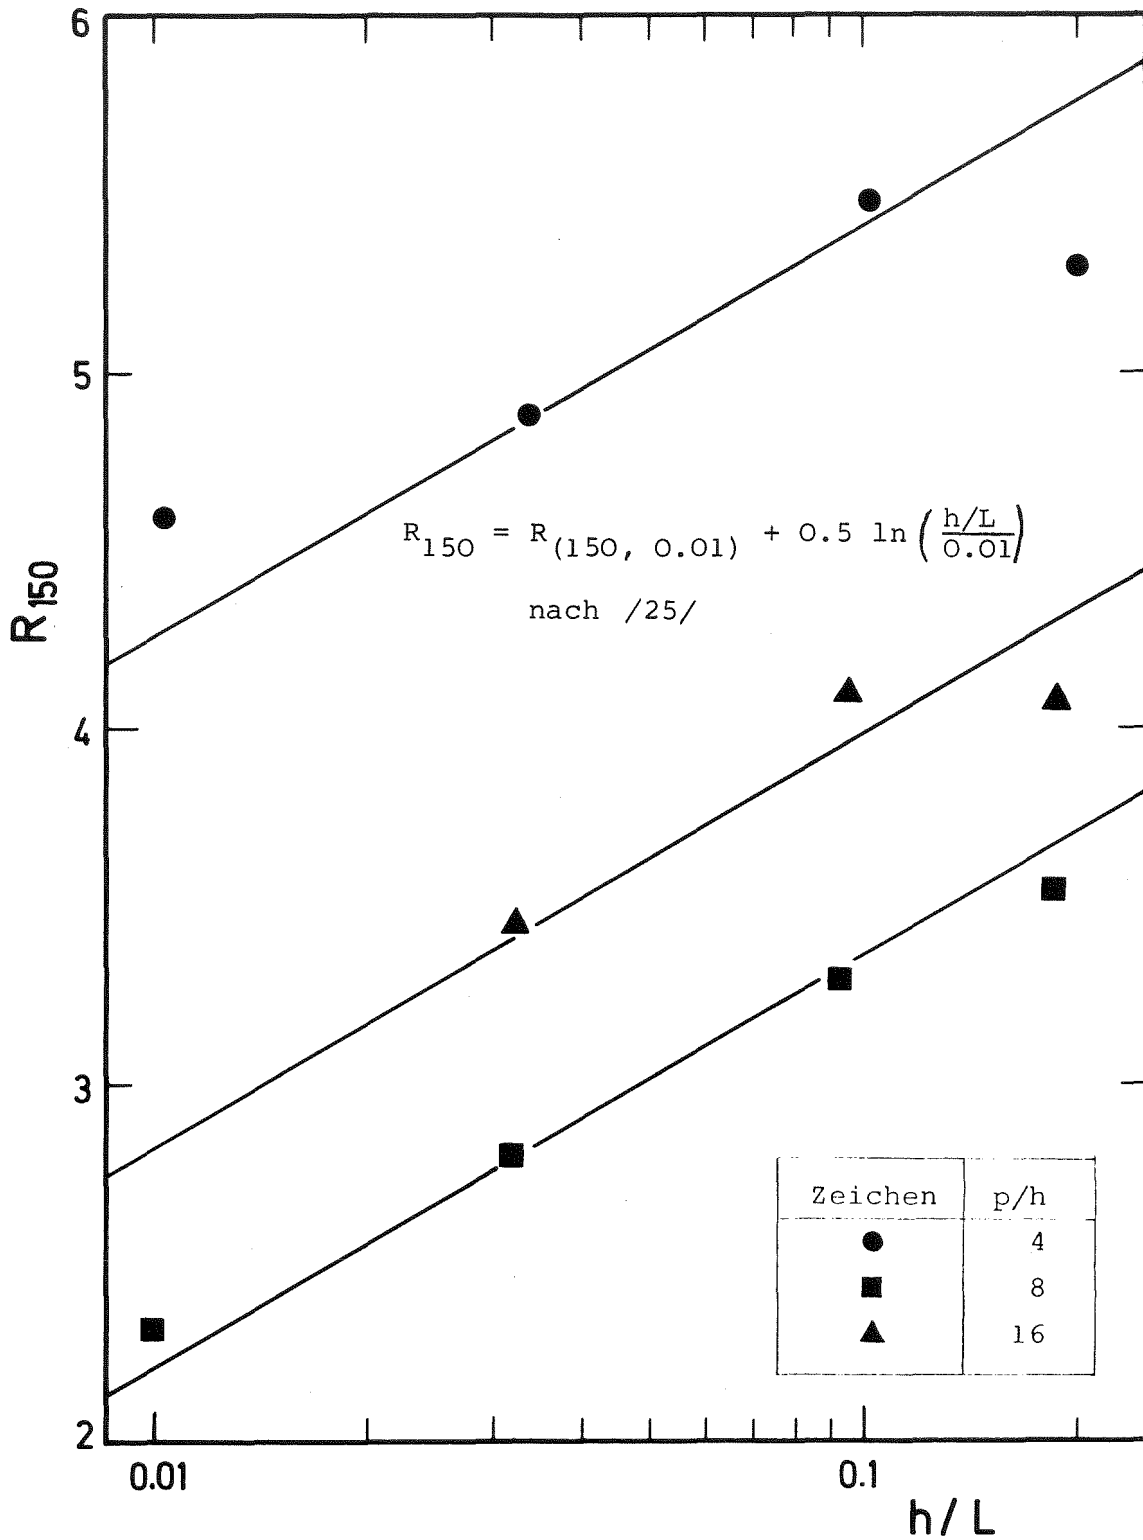 6
5
4
3
2
R150
R150 = R(150, 0.01) + 0.5 ln(h/L / 0.01)
nach /25/
Zeichen p/h
● 4
■ 8
▲ 16
0.01 0.1
h/L